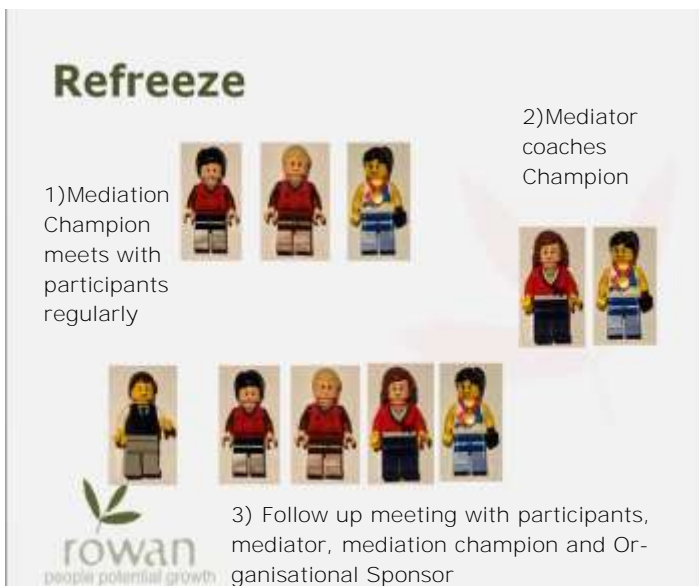 Refreeze
1)Mediation
Champion
meets with
participants
regularly
2)Mediator
coaches
Champion
3) Follow up meeting with participants,
mediator, mediation champion and Or-
ganisational Sponsor
rowan
people potential growth